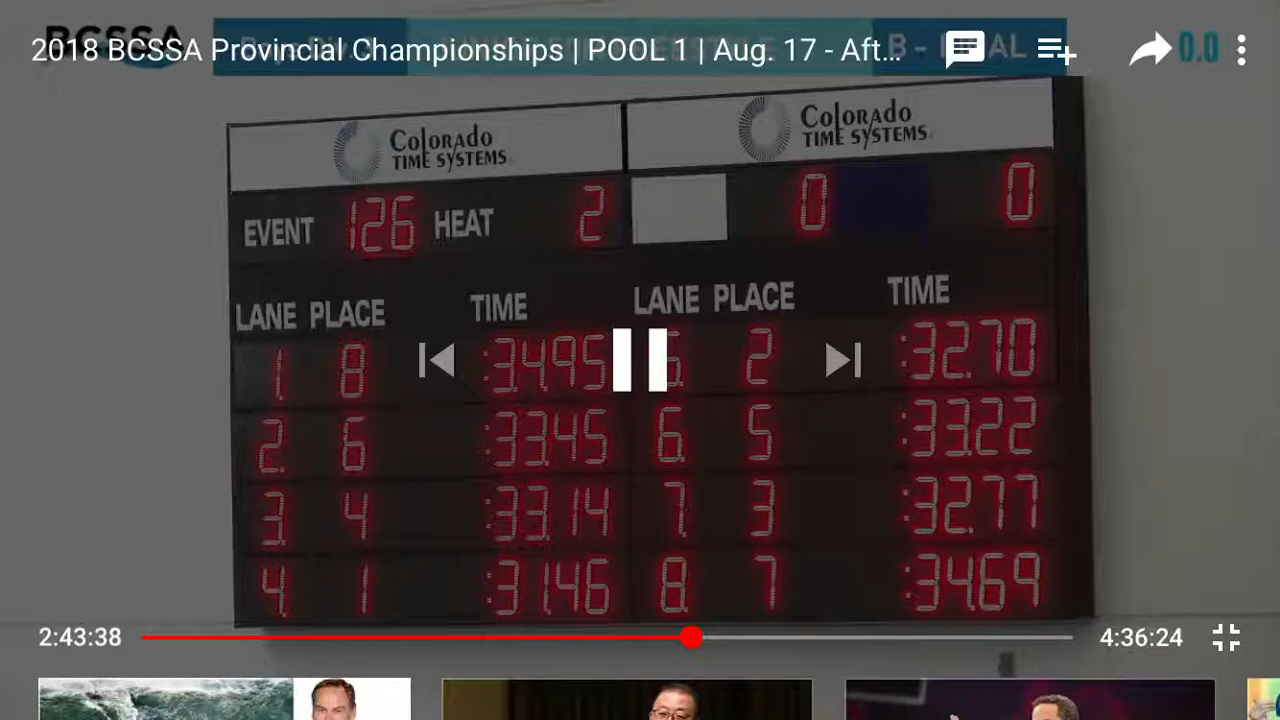 2018 BCSSA Provincial Championships | POOL 1 | Aug. 17 - Aft...
0.0
Colorado
TIME SYSTEMS
Colorado
TIME SYSTEMS
EVENT 126 HEAT 2 0 0
LANE PLACE TIME LANE PLACE TIME
1 8 :34.95 2 :32.70
2 6 :33.45 6 5 :33.22
3 4 :33.14 7 3 :32.77
4 1 :31.46 8 7 :34.69
2:43:38 4:36:24